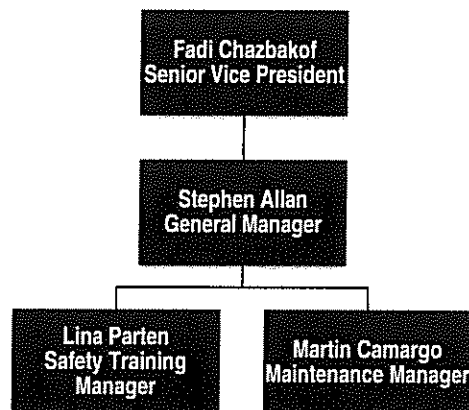 Fadi Chazbakof
Senior Vice President
Stephen Allan
General Manager
Lina Parten
Safety Training
Manager
Martin Camargo
Maintenance Manager